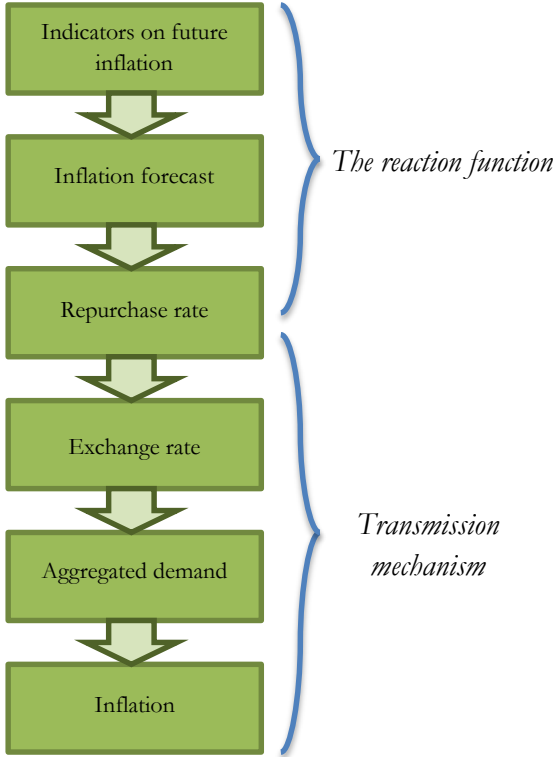 Indicators on future
inflation
Inflation forecast
The reaction function
Repurchase rate
Exchange rate
Transmission
mechanism
Aggregated demand
Inflation